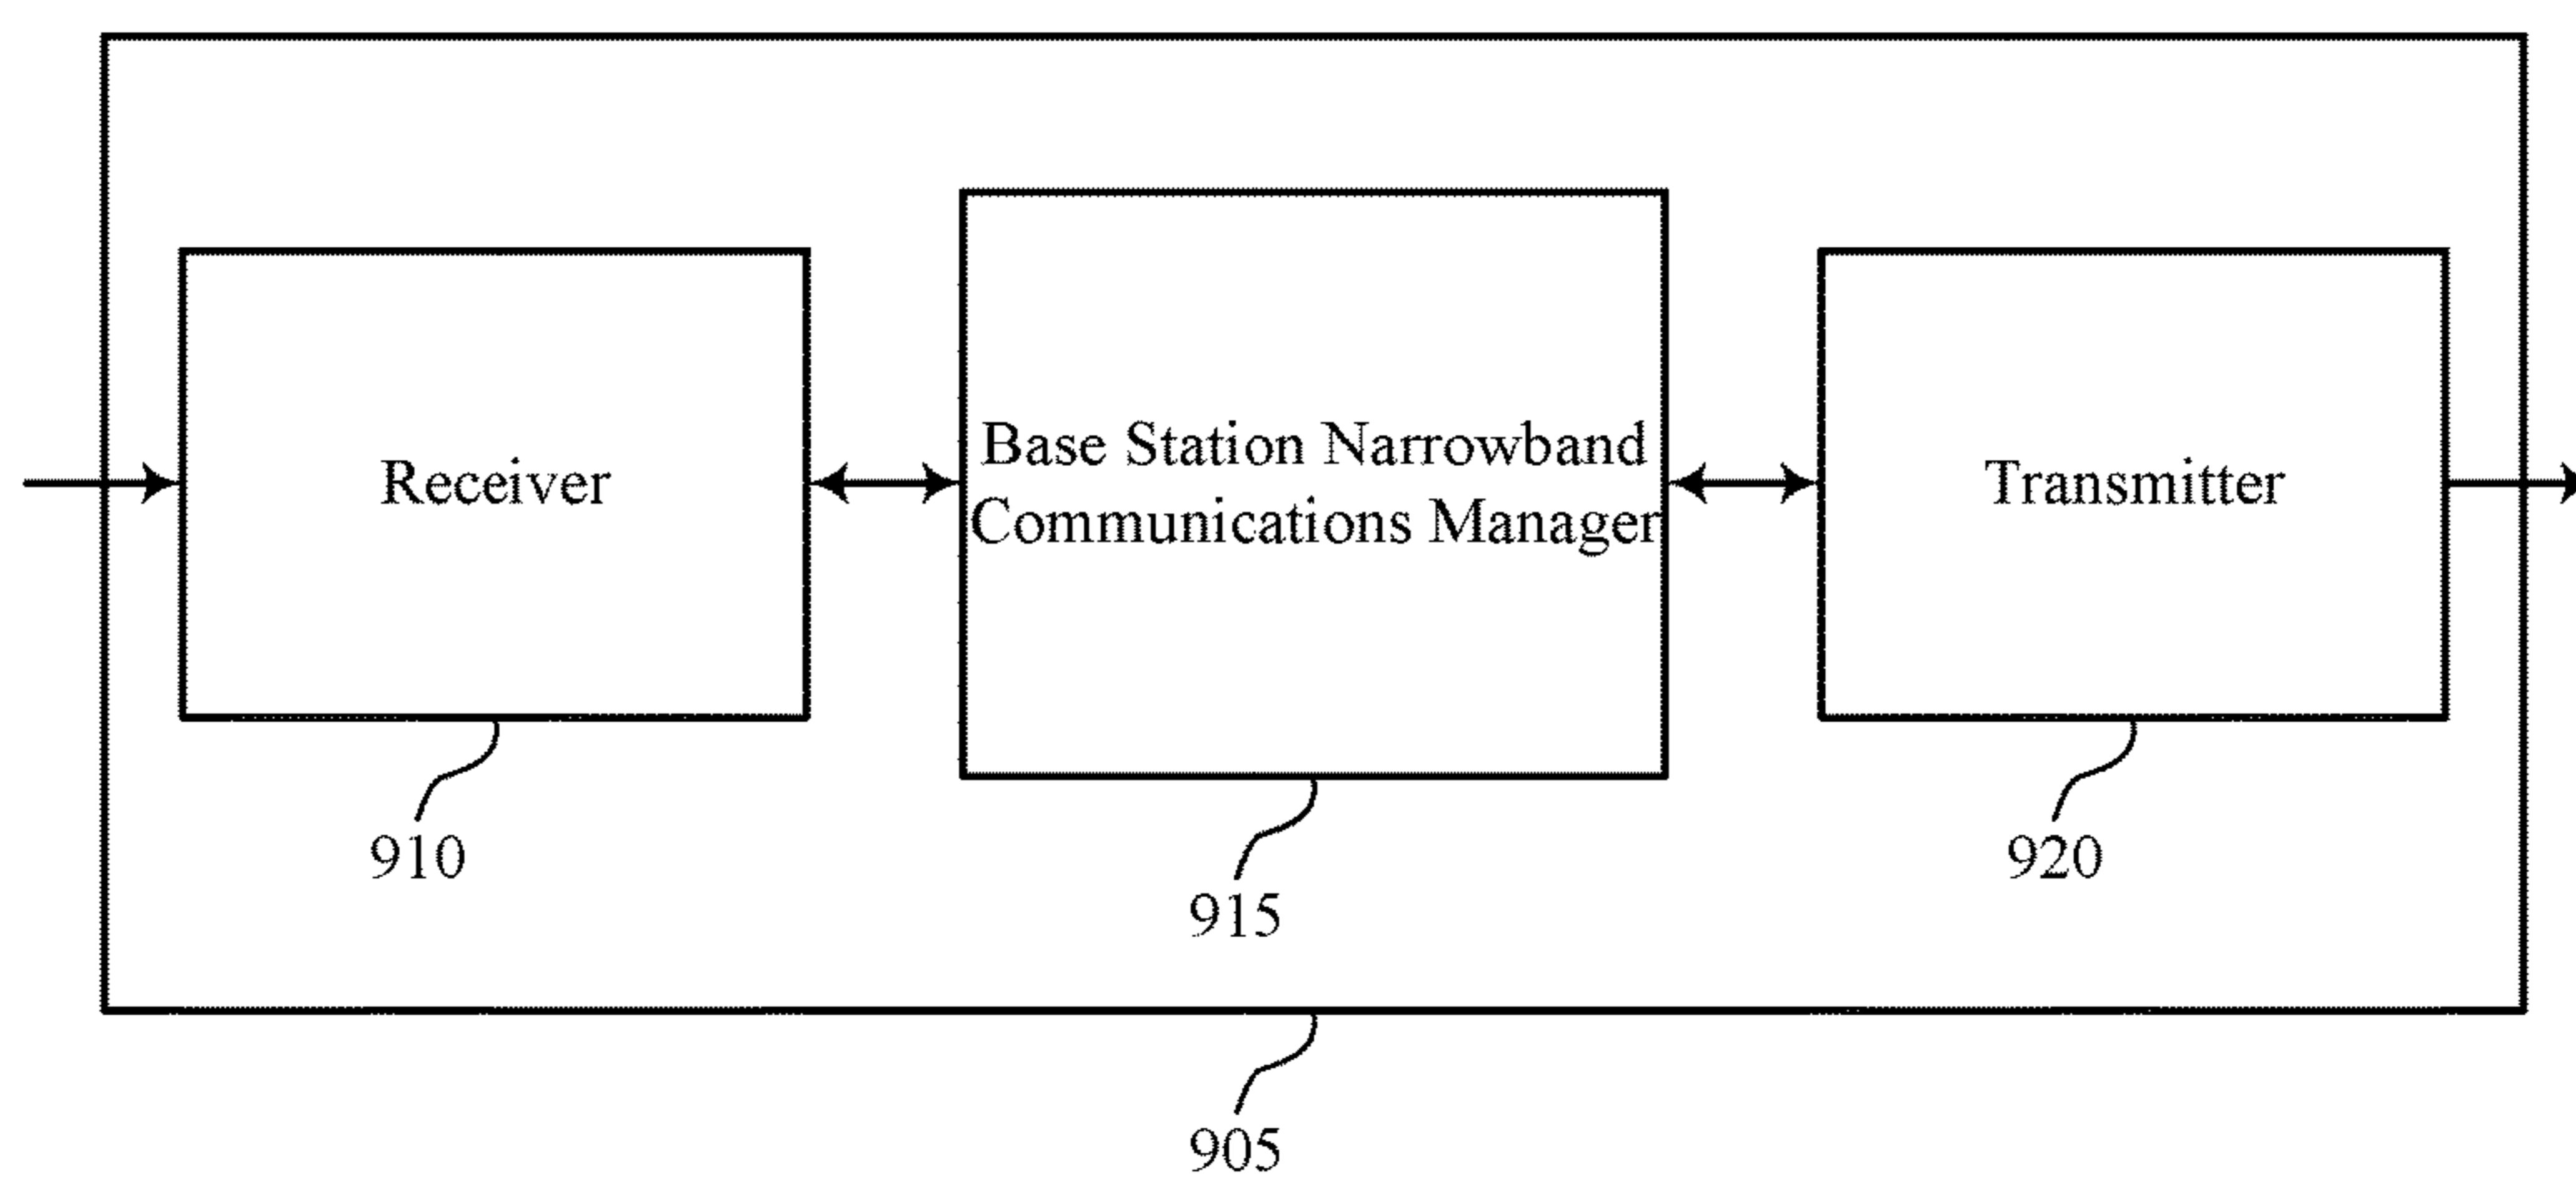 Receiver
Base Station Narrowband
Communications Manager
Transmitter
910
915
920
905